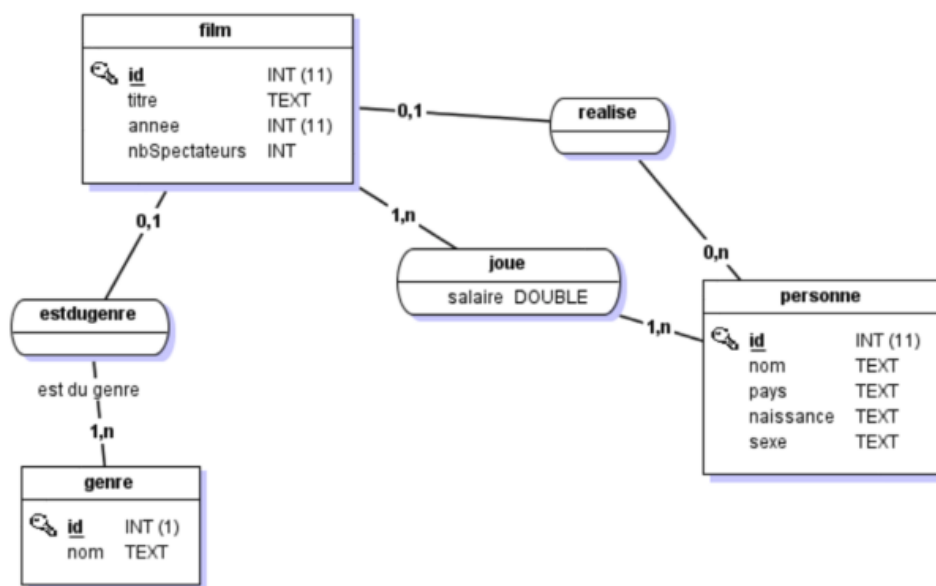 film
id INT (11)
titre TEXT
annee INT (11)
nbSpectateurs INT
0,1
realise
0,1
1,n
0,n
joue
salaire DOUBLE
1,n
personne
id INT (11)
nom TEXT
pays TEXT
naissance TEXT
sexe TEXT
estdugenre
est du genre
1,n
genre
id INT (1)
nom TEXT